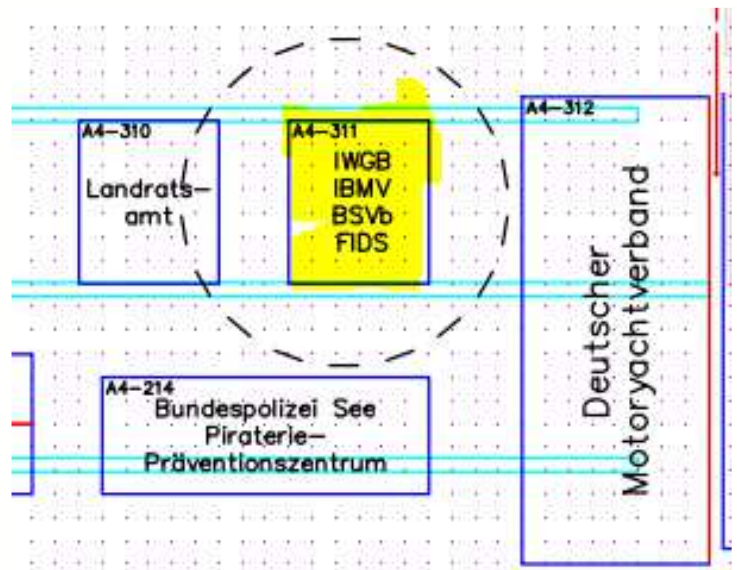 A4-310
Landrats-
amt
A4-311
IWGB
IBMV
BSVb
FIDS
A4-312
Deutscher
Motoryachtverband
A4-214
Bundespolizei See
Piraterie-
Präventionszentrum